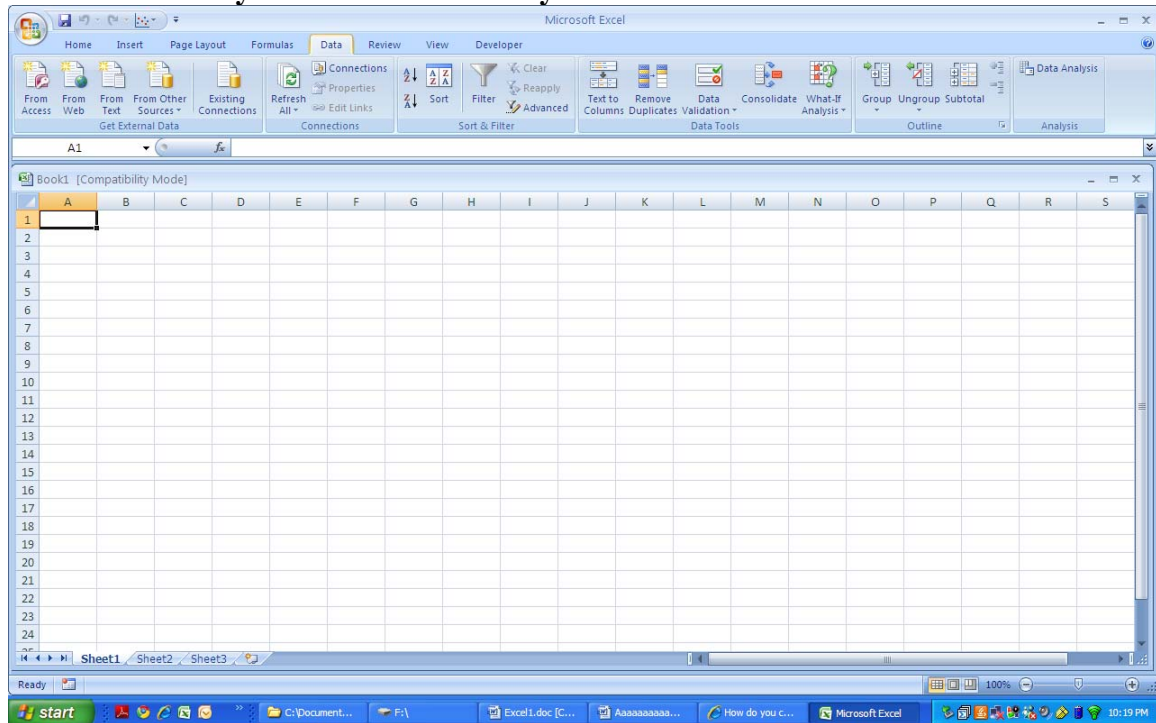 Microsoft Excel
Home Insert Page Layout Formulas Data Review View Developer
From Access
From Web
From Text
From Other Sources
Existing Connections
Get External Data
Refresh All
Connections
Properties
Edit Links
Connections
Sort
Filter
Clear
Reapply
Advanced
Sort & Filter
Text to Columns
Remove Duplicates
Data Validation
Consolidate
What-If Analysis
Data Tools
Group
Ungroup
Subtotal
Outline
Data Analysis
Analysis
A1 fx
Book1 [Compatibility Mode]
A B C D E F G H I J K L M N O P Q R S
1
2
3
4
5
6
7
8
9
10
11
12
13
14
15
16
17
18
19
20
21
22
23
24
25
Sheet1 Sheet2 Sheet3
Ready 100%
start C:\Document... F:\ Excel1.doc [C... Aaaaaaaaaa... How do you c... Microsoft Excel 10:19 PM